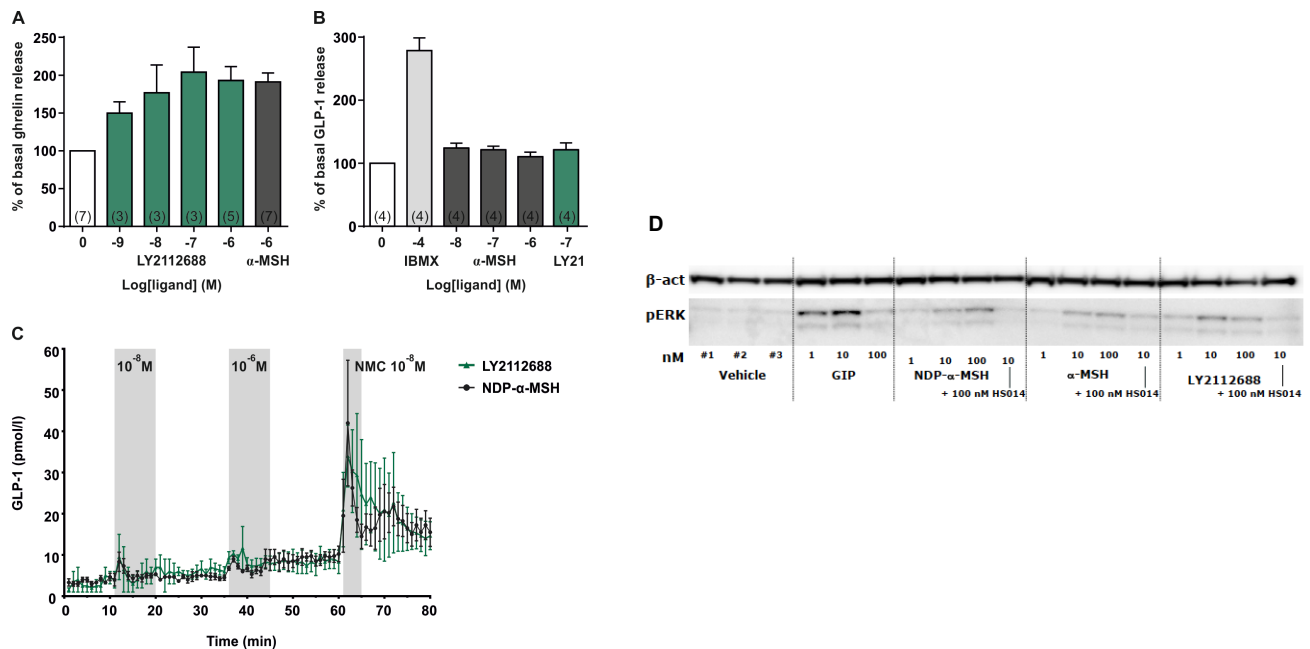 A
% of basal ghrelin release
250
200
150
100
50
0
(7) (3) (3) (3) (5) (7)
0 -9 -8 -7 -6 -6
LY2112688 α-MSH
Log[ligand] (M)
B
% of basal GLP-1 release
300
200
100
0
(4) (4) (4) (4) (4) (4)
0 -4 -8 -7 -6 -7
IBMX α-MSH LY21
Log[ligand] (M)
C
GLP-1 (pmol/l)
60
50
40
30
20
10
0
10⁻⁸M 10⁻⁶M NMC 10⁻⁸M
LY2112688
NDP-α-MSH
0 10 20 30 40 50 60 70 80
Time (min)
D
β-act
pERK
nM #1 #2 #3 1 10 100 1 10 100 10 1 10 100 10 1 10 100 10
Vehicle GIP NDP-α-MSH α-MSH LY2112688
+ 100 nM HS014 + 100 nM HS014 + 100 nM HS014